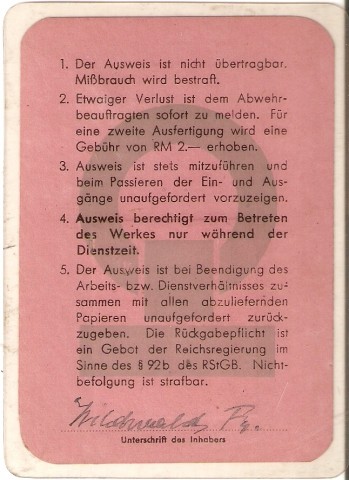 1. Der Ausweis ist nicht übertragbar.
Mißbrauch wird bestraft.
2. Etwaiger Verlust ist dem Abwehr-
beauftragten sofort zu melden. Für
eine zweite Ausfertigung wird eine
Gebühr von RM 2.— erhoben.
3. Ausweis ist stets mitzuführen und
beim Passieren der Ein- und Aus-
gänge unaufgefordert vorzuzeigen.
4. Ausweis berechtigt zum Betreten
des Werkes nur während der
Dienstzeit.
5. Der Ausweis ist bei Beendigung des
Arbeits- bzw. Dienstverhältnisses zu-
sammen mit allen abzuliefernden
Papieren unaufgefordert zurück-
zugeben. Die Rückgabepflicht ist
ein Gebot der Reichsregierung im
Sinne des § 92b des RStGB. Nicht-
befolgung ist strafbar.
Unterschrift des Inhabers